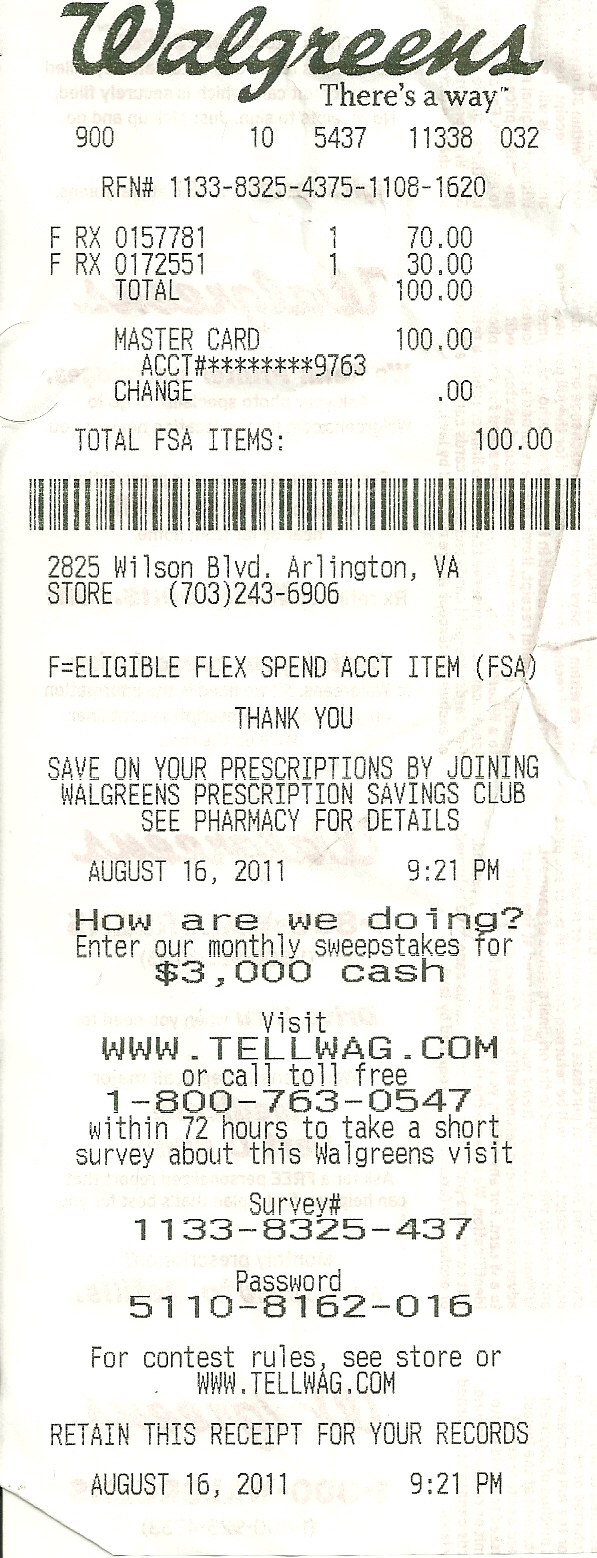 Walgreens
There's a way™
900 10 5437 11338 032
RFN# 1133-8325-4375-1108-1620
F RX 0157781 1 70.00
F RX 0172551 1 30.00
TOTAL 100.00
MASTER CARD 100.00
ACCT#********9763
CHANGE .00
TOTAL FSA ITEMS: 100.00
2825 Wilson Blvd. Arlington, VA
STORE (703)243-6906
F=ELIGIBLE FLEX SPEND ACCT ITEM (FSA)
THANK YOU
SAVE ON YOUR PRESCRIPTIONS BY JOINING
WALGREENS PRESCRIPTION SAVINGS CLUB
SEE PHARMACY FOR DETAILS
AUGUST 16, 2011 9:21 PM
How are we doing?
Enter our monthly sweepstakes for
$3,000 cash
Visit
WWW.TELLWAG.COM
or call toll free
1-800-763-0547
within 72 hours to take a short
survey about this Walgreens visit
Survey#
1133-8325-437
Password
5110-8162-016
For contest rules, see store or
WWW.TELLWAG.COM
RETAIN THIS RECEIPT FOR YOUR RECORDS
AUGUST 16, 2011 9:21 PM